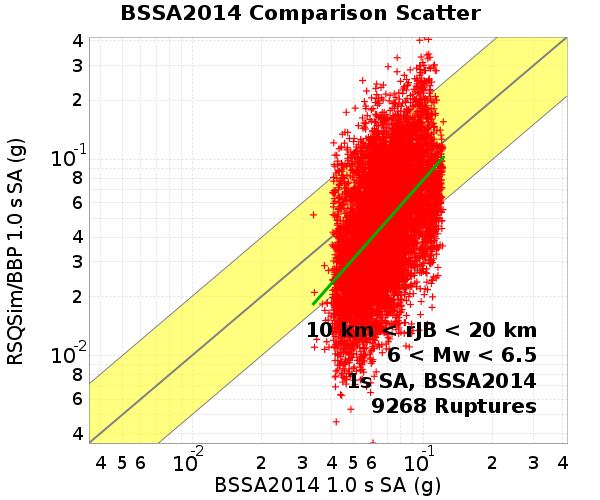 BSSA2014 Comparison Scatter
RSQSim/BBP 1.0 s SA (g)
4
3
2
10-1
8
6
4
3
2
10-2
8
6
4
10 km < rJB < 20 km
6 < Mw < 6.5
1s SA, BSSA2014
9268 Ruptures
4 5 6 10-2 2 3 4 5 6 8 10-1 2 3 4
BSSA2014 1.0 s SA (g)